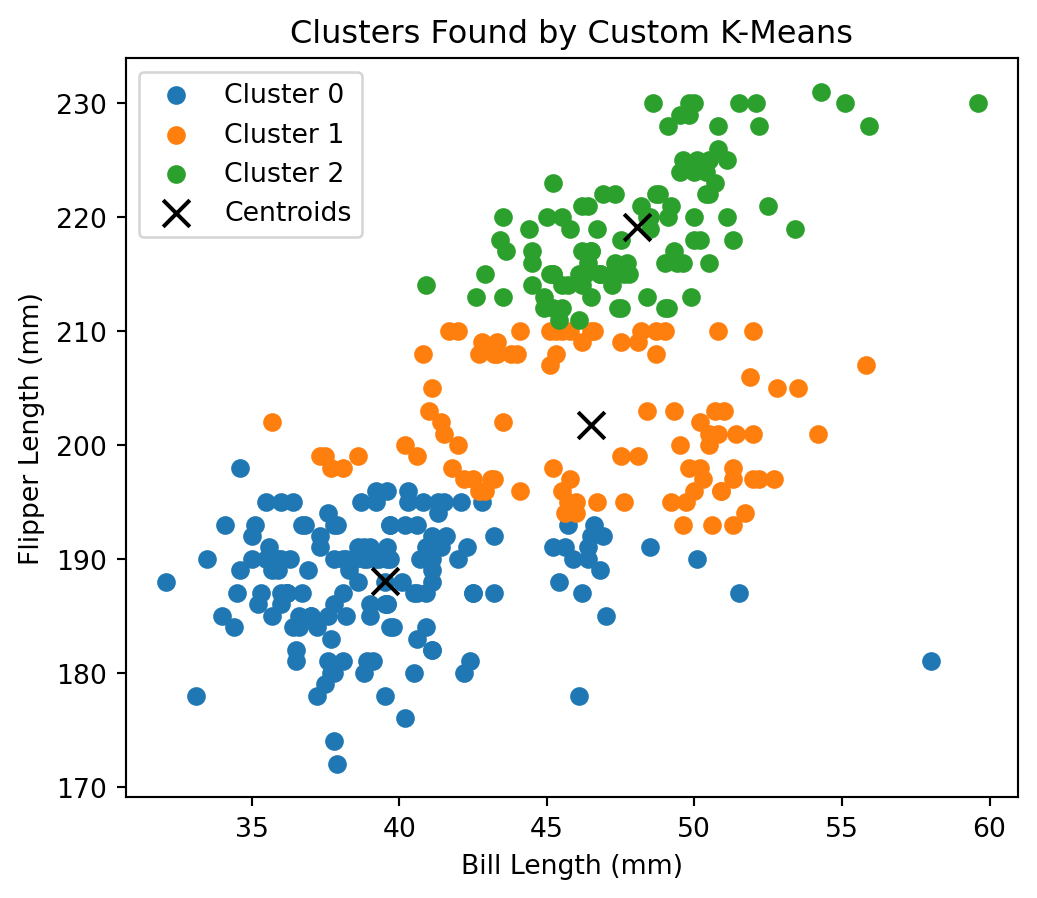 Clusters Found by Custom K-Means
Cluster 0
Cluster 1
Cluster 2
Centroids
Flipper Length (mm)
230
220
210
200
190
180
170
35 40 45 50 55 60
Bill Length (mm)